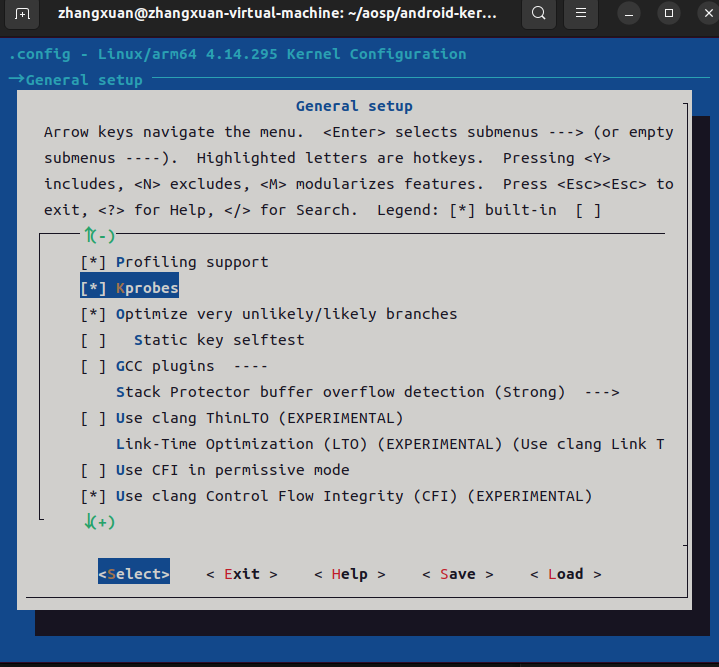 zhangxuan@zhangxuan-virtual-machine: ~/aosp/android-ker...
.config - Linux/arm64 4.14.295 Kernel Configuration
→General setup
General setup
Arrow keys navigate the menu.  <Enter> selects submenus ---> (or empty
submenus ----).  Highlighted letters are hotkeys.  Pressing <Y>
includes, <N> excludes, <M> modularizes features.  Press <Esc><Esc> to
exit, <?> for Help, </> for Search.  Legend: [*] built-in  [ ]
↑(-)
[*] Profiling support
[*] Kprobes
[*] Optimize very unlikely/likely branches
[ ]   Static key selftest
[ ] GCC plugins  ----
Stack Protector buffer overflow detection (Strong)  --->
[ ] Use clang ThinLTO (EXPERIMENTAL)
Link-Time Optimization (LTO) (EXPERIMENTAL) (Use clang Link T
[ ] Use CFI in permissive mode
[*] Use clang Control Flow Integrity (CFI) (EXPERIMENTAL)
↓(+)
<Select>    < Exit >    < Help >    < Save >    < Load >